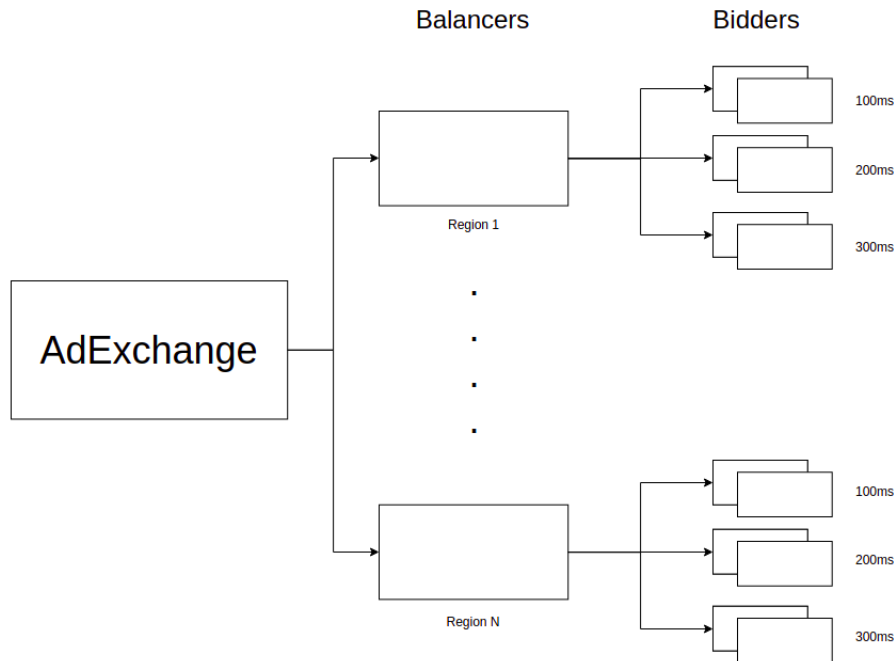 Balancers
Bidders
100ms
200ms
Region 1
300ms
AdExchange
100ms
200ms
Region N
300ms